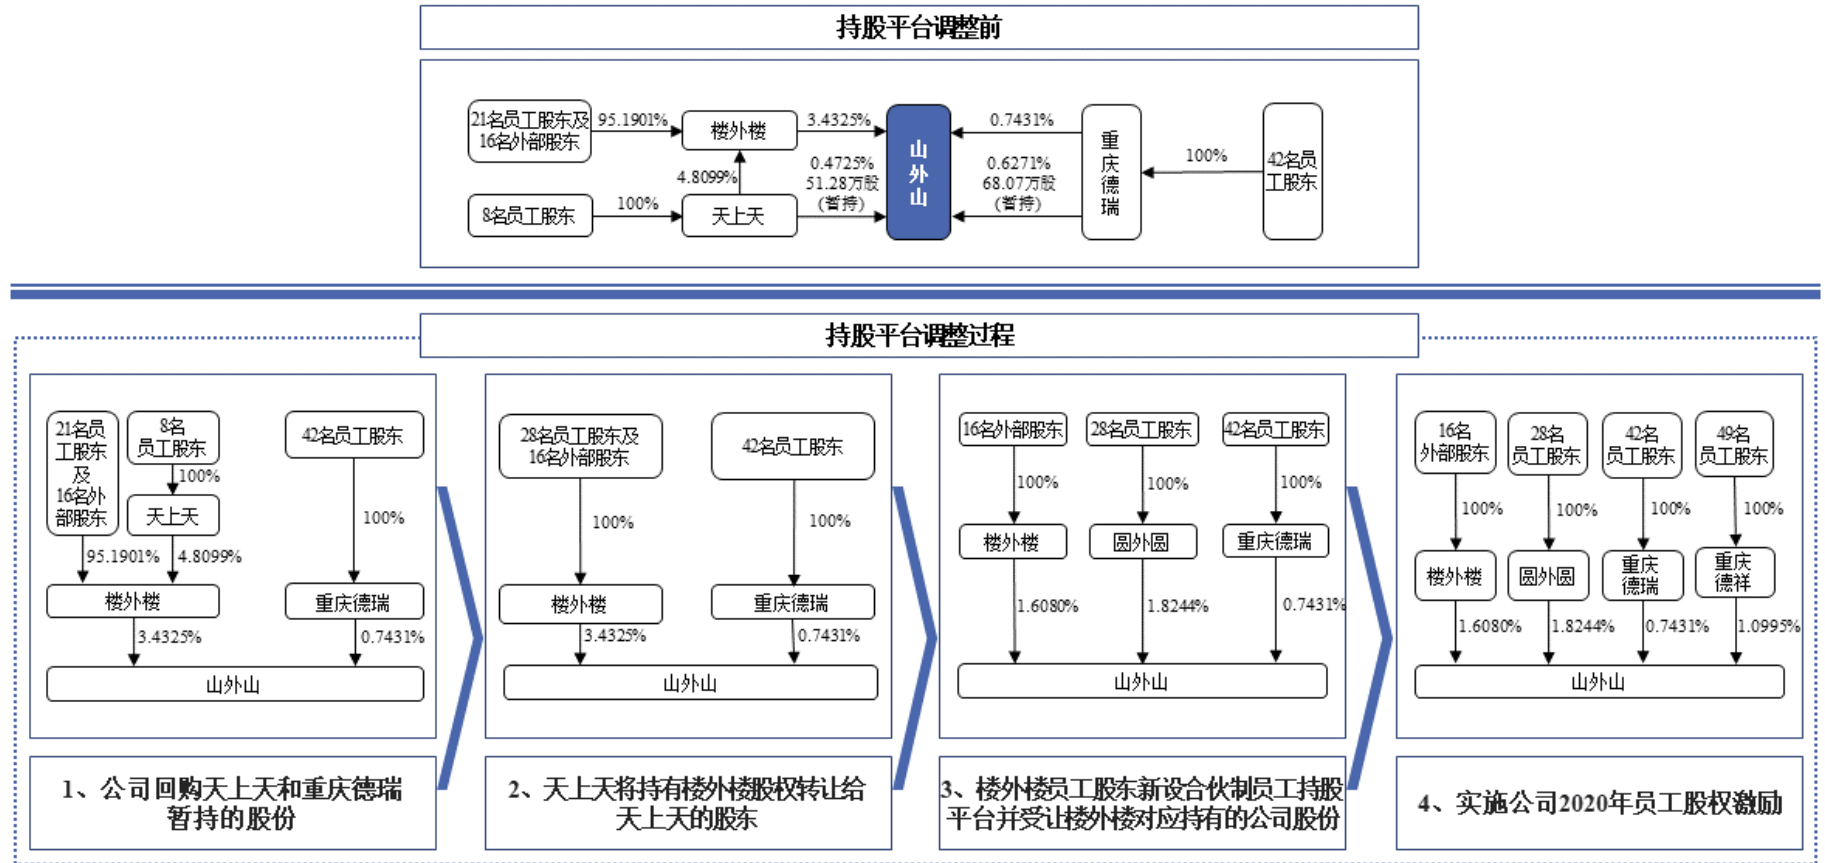 持股平台调整前
21名员工股东及
16名外部股东
95.1901%
楼外楼
3.4325%
山
外
山
0.7431%
重
庆
德
瑞
100%
42名员
工股东
4.8099%
0.4725%
51.28万股
(暂持)
0.6271%
68.07万股
(暂持)
8名员工股东
100%
天上天
持股平台调整过程
21名员
工股东
及
16名外
部股东
8名
员工股东
100%
天上天
95.1901%
4.8099%
楼外楼
3.4325%
42名员工股东
100%
重庆德瑞
0.7431%
山外山
1、公司回购天上天和重庆德瑞
暂持的股份
28名员工股东及
16名外部股东
100%
楼外楼
3.4325%
42名员工股东
100%
重庆德瑞
0.7431%
山外山
2、天上天将持有楼外楼股权转让给
天上天的股东
16名外部股东
100%
楼外楼
1.6080%
28名员工股东
100%
圆外圆
1.8244%
42名员工股东
100%
重庆德瑞
0.7431%
山外山
3、楼外楼员工股东新设合伙制员工持股
平台并受让楼外楼对应持有的公司股份
16名
外部股东
100%
楼外楼
1.6080%
28名
员工股东
100%
圆外圆
1.8244%
42名
员工股东
100%
重庆
德瑞
0.7431%
49名
员工股东
100%
重庆
德祥
1.0995%
山外山
4、实施公司2020年员工股权激励